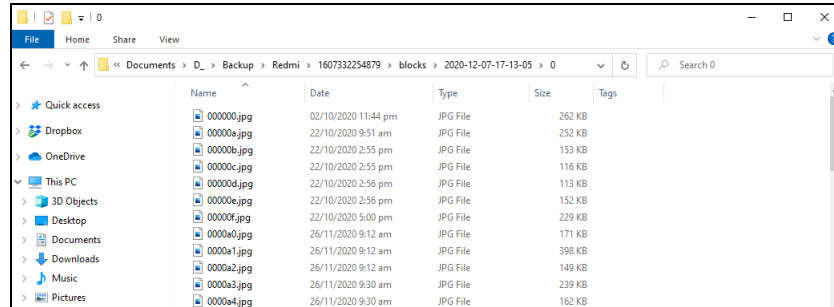 0
File Home Share View
« Documents > D_ > Backup > Redmi > 1607332254879 > blocks > 2020-12-07-17-13-05 > 0 Search 0
Name Date Type Size Tags
Quick access
000000.jpg 02/10/2020 11:44 pm JPG File 262 KB
Dropbox
00000a.jpg 22/10/2020 9:51 am JPG File 252 KB
00000b.jpg 22/10/2020 2:55 pm JPG File 153 KB
OneDrive
00000c.jpg 22/10/2020 2:55 pm JPG File 116 KB
This PC
00000d.jpg 22/10/2020 2:56 pm JPG File 113 KB
3D Objects
00000e.jpg 22/10/2020 2:56 pm JPG File 152 KB
Desktop
00000f.jpg 22/10/2020 5:00 pm JPG File 229 KB
Documents
0000a0.jpg 26/11/2020 9:12 am JPG File 171 KB
Downloads
0000a1.jpg 26/11/2020 9:12 am JPG File 398 KB
0000a2.jpg 26/11/2020 9:12 am JPG File 149 KB
Music
0000a3.jpg 26/11/2020 9:30 am JPG File 239 KB
Pictures
0000a4.jpg 26/11/2020 9:30 am JPG File 162 KB